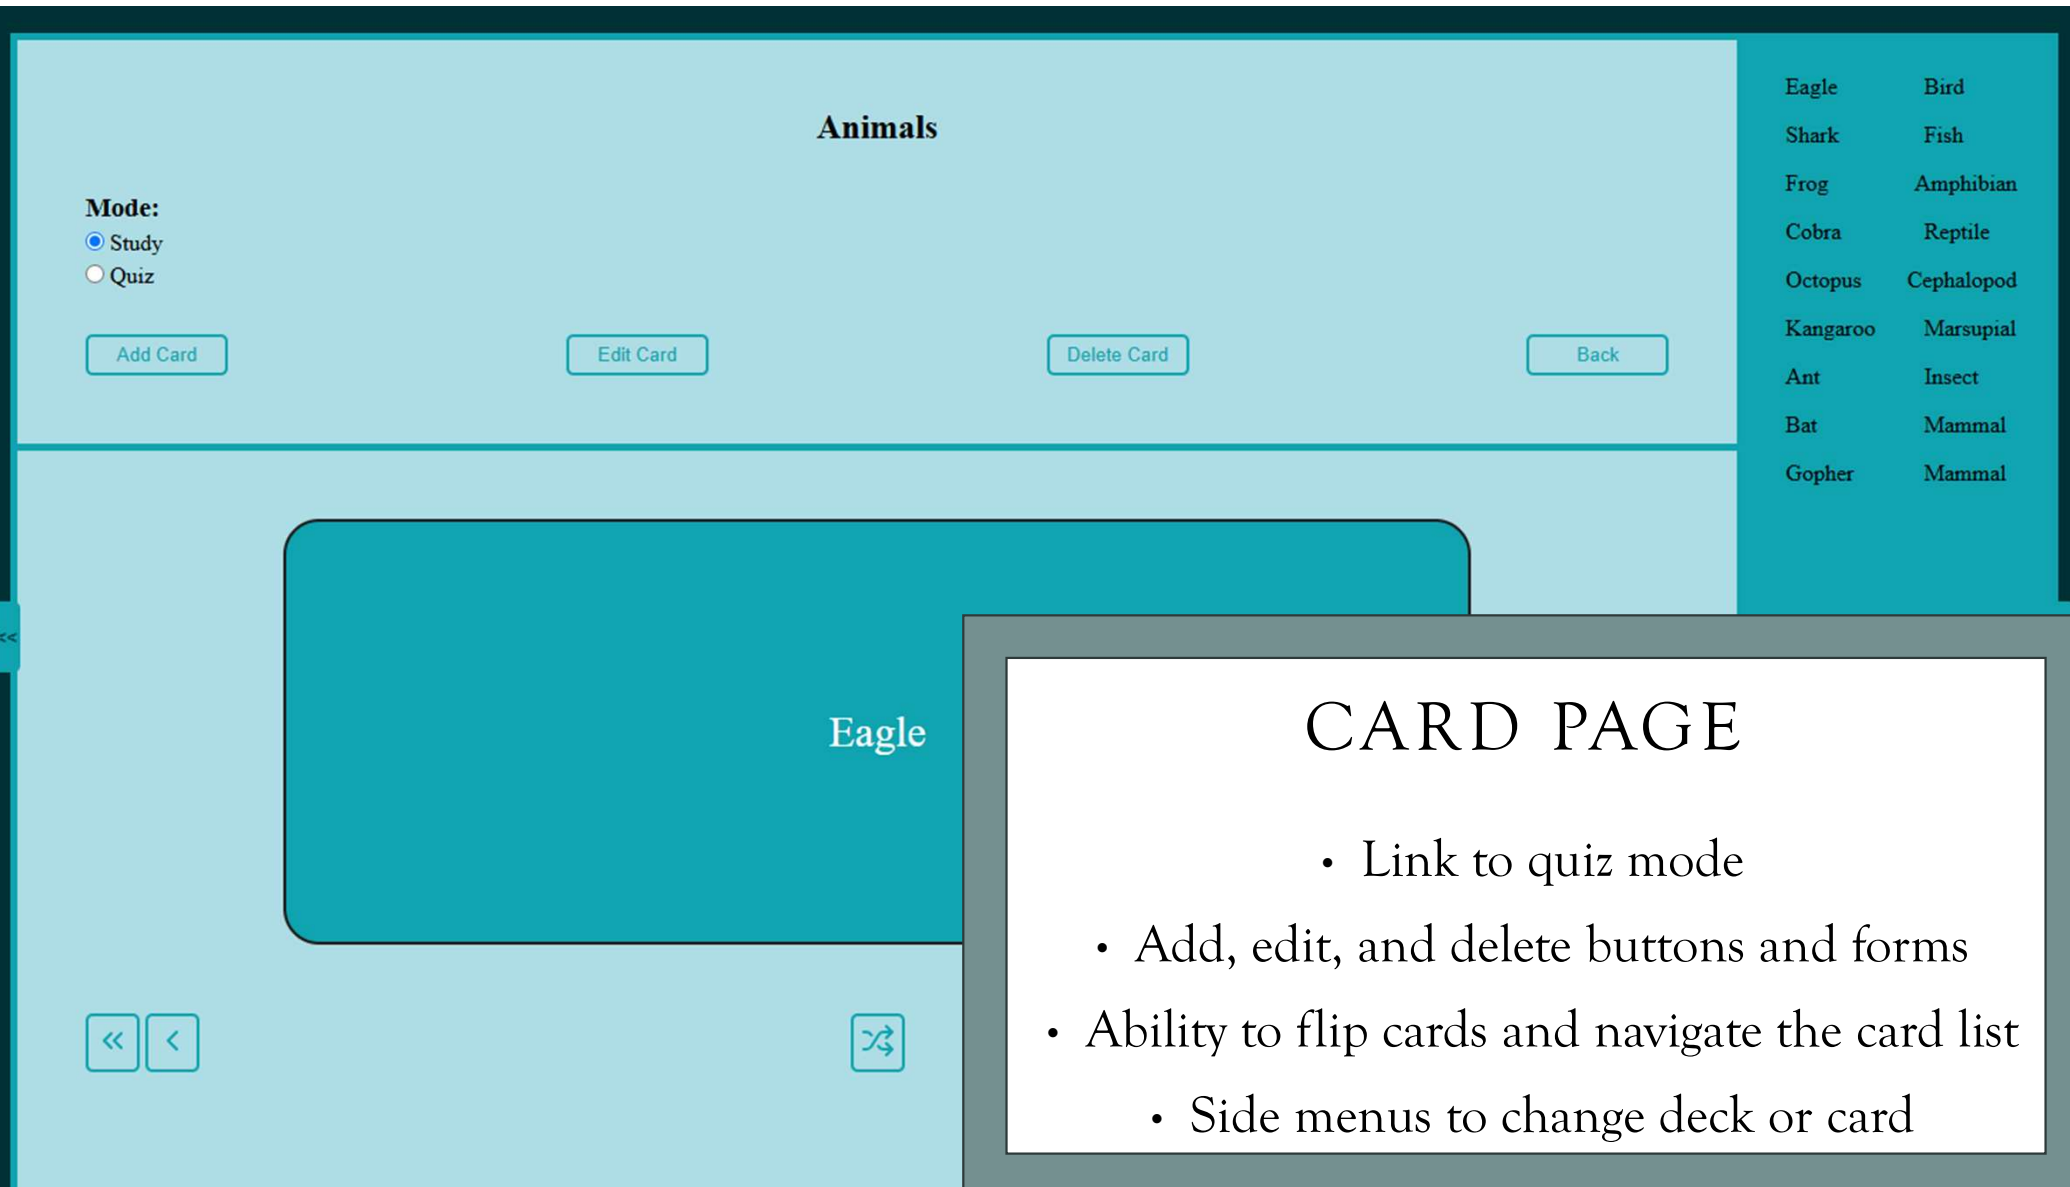 Animals
Mode:
Study
Quiz
Add Card Edit Card Delete Card Back
Eagle Bird
Shark Fish
Frog Amphibian
Cobra Reptile
Octopus Cephalopod
Kangaroo Marsupial
Ant Insect
Bat Mammal
Gopher Mammal
<<
Eagle
CARD PAGE
• Link to quiz mode
• Add, edit, and delete buttons and forms
• Ability to flip cards and navigate the card list
• Side menus to change deck or card